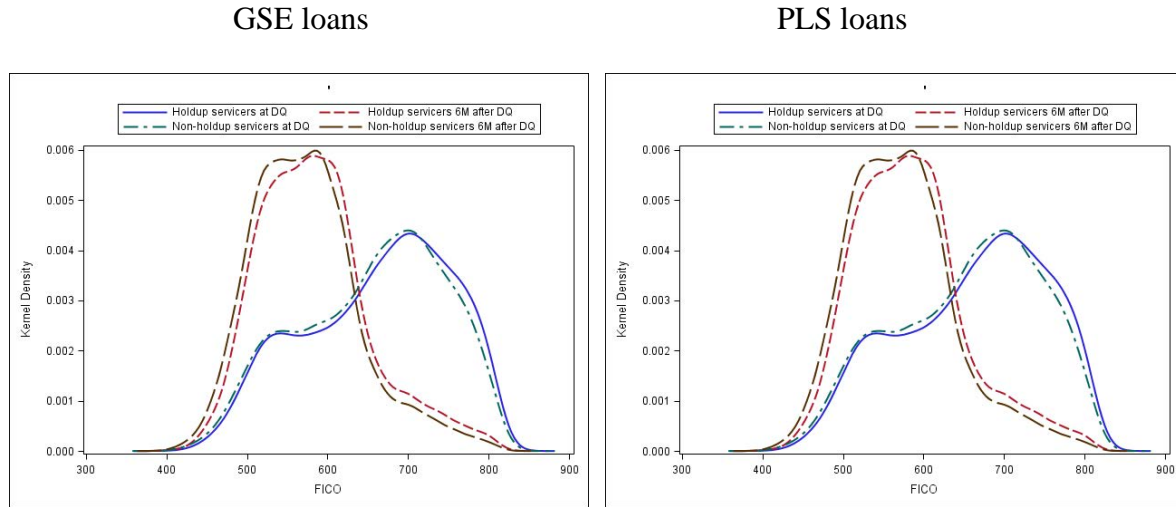 GSE loans
PLS loans
Holdup servicers at DQ
Holdup servicers 6M after DQ
Non-holdup servicers at DQ
Non-holdup servicers 6M after DQ
0.006
0.005
0.004
0.003
0.002
0.001
0.000
Kernel Density
300 400 500 600 700 800 900
FICO
Holdup servicers at DQ
Holdup servicers 6M after DQ
Non-holdup servicers at DQ
Non-holdup servicers 6M after DQ
0.006
0.005
0.004
0.003
0.002
0.001
0.000
Kernel Density
300 400 500 600 700 800 900
FICO